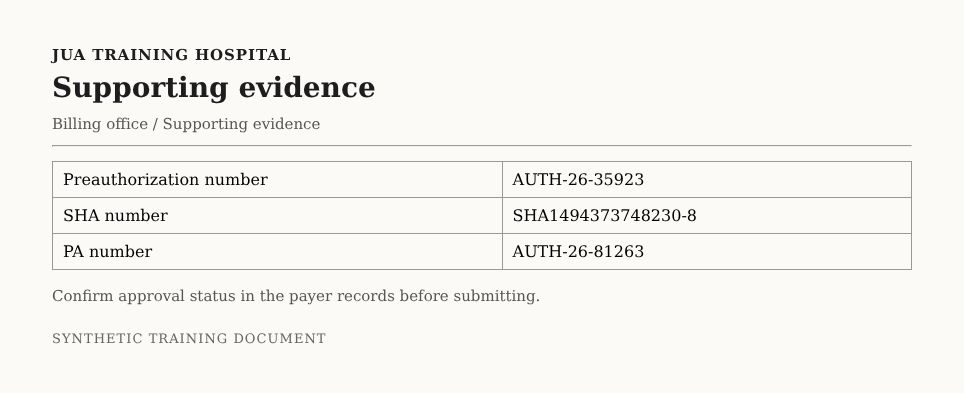 JUA TRAINING HOSPITAL
Supporting evidence
Billing office / Supporting evidence
Preauthorization number AUTH-26-35923
SHA number SHA1494373748230-8
PA number AUTH-26-81263
Confirm approval status in the payer records before submitting.
SYNTHETIC TRAINING DOCUMENT